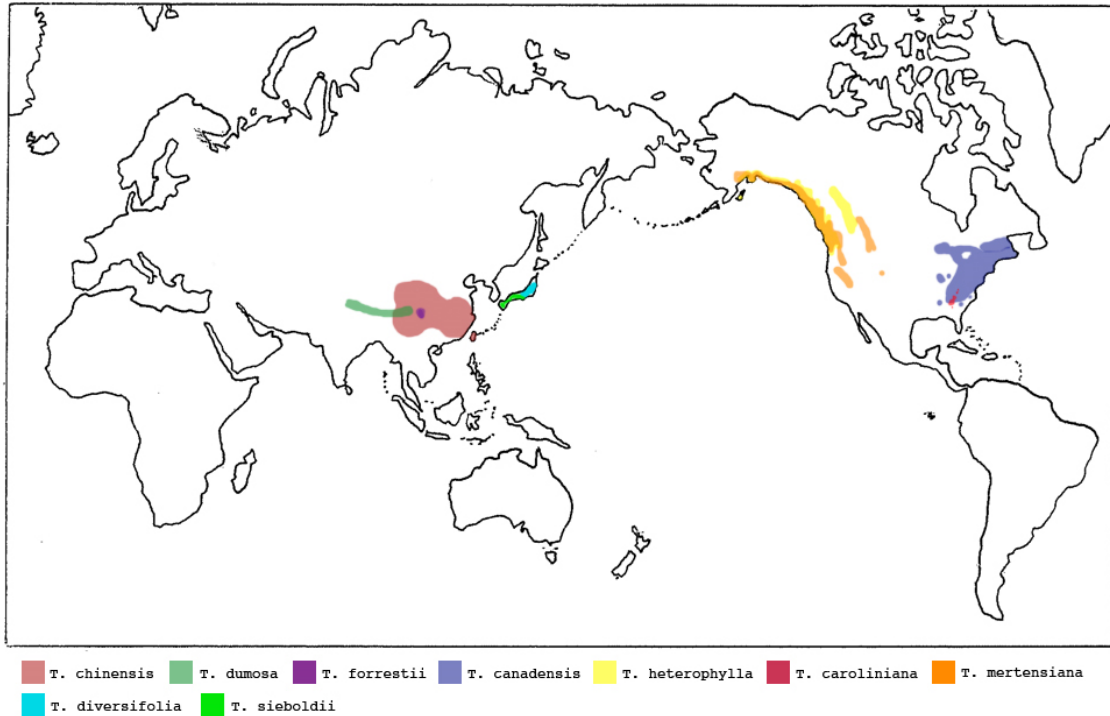 T. chinensis T. dumosa T. forrestii T. canadensis T. heterophylla T. caroliniana T. mertensiana
T. diversifolia T. sieboldii